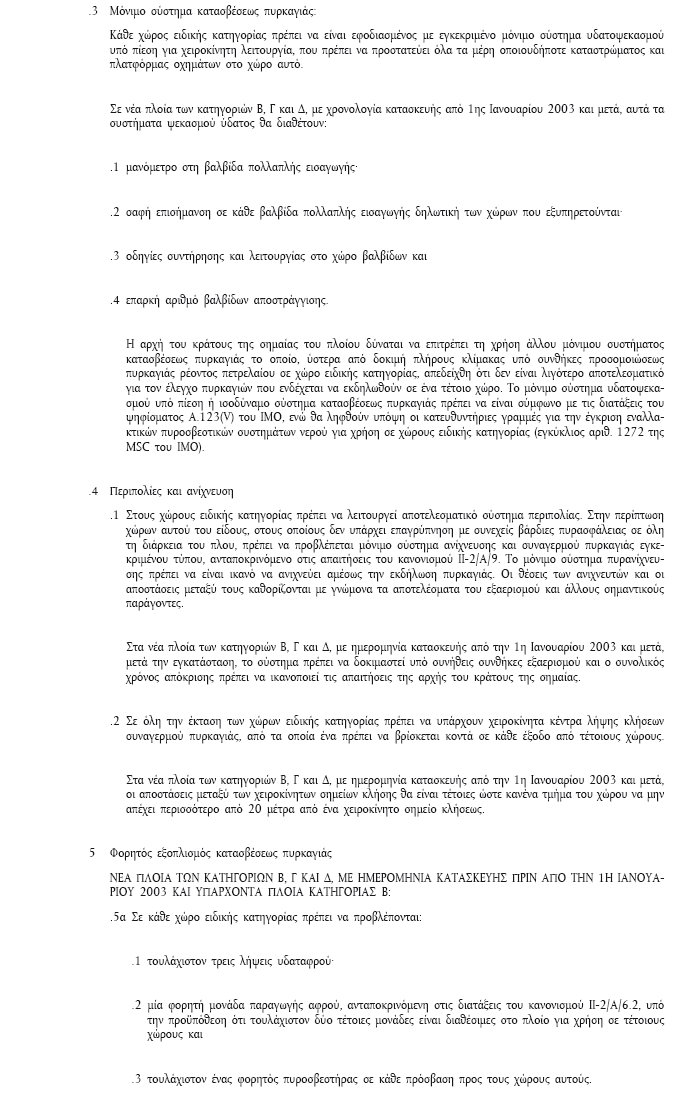 .3 Μόνιμο σύστημα κατασβέσεως πυρκαγιάς:
Κάθε χώρος ειδικής κατηγορίας πρέπει να είναι εφοδιασμένος με εγκεκριμένο μόνιμο σύστημα υδατοψεκασμού
υπό πίεση για χειροκίνητη λειτουργία, που πρέπει να προστατεύει όλα τα μέρη οποιουδήποτε καταστρώματος και
πλατφόρμας οχημάτων στο χώρο αυτό.
Σε νέα πλοία των κατηγοριών Β, Γ και Δ, με χρονολογία κατασκευής από 1ης Ιανουαρίου 2003 και μετά, αυτά τα
συστήματα ψεκασμού ύδατος θα διαθέτουν:
.1 μανόμετρο στη βαλβίδα πολλαπλής εισαγωγής·
.2 σαφή επισήμανση σε κάθε βαλβίδα πολλαπλής εισαγωγής δηλωτική των χώρων που εξυπηρετούνται·
.3 οδηγίες συντήρησης και λειτουργίας στο χώρο βαλβίδων και
.4 επαρκή αριθμό βαλβίδων αποστράγγισης.
Η αρχή του κράτους της σημαίας του πλοίου δύναται να επιτρέπει τη χρήση άλλου μόνιμου συστήματος
κατασβέσεως πυρκαγιάς το οποίο, ύστερα από δοκιμή πλήρους κλίμακας υπό συνθήκες προσομοιώσεως
πυρκαγιάς ρέοντος πετρελαίου σε χώρο ειδικής κατηγορίας, απεδείχθη ότι δεν είναι λιγότερο αποτελεσματικό
για τον έλεγχο πυρκαγιών που ενδέχεται να εκδηλωθούν σε ένα τέτοιο χώρο. Το μόνιμο σύστημα υδατοψεκα-
σμού υπό πίεση ή ισοδύναμο σύστημα κατασβέσεως πυρκαγιάς πρέπει να είναι σύμφωνο με τις διατάξεις του
ψηφίσματος Α.123(V) του ΙΜΟ, ενώ θα ληφθούν υπόψη οι κατευθυντήριες γραμμές για την έγκριση εναλλα-
κτικών πυροσβεστικών συστημάτων νερού για χρήση σε χώρους ειδικής κατηγορίας (εγκύκλιος αριθ. 1272 της
MSC του ΙΜΟ).
.4 Περιπολίες και ανίχνευση
.1 Στους χώρους ειδικής κατηγορίας πρέπει να λειτουργεί αποτελεσματικό σύστημα περιπολίας. Στην περίπτωση
χώρων αυτού του είδους, στους οποίους δεν υπάρχει επαγρύπνηση με συνεχείς βάρδιες πυρασφάλειας σε όλη
τη διάρκεια του πλου, πρέπει να προβλέπεται μόνιμο σύστημα ανίχνευσης και συναγερμού πυρκαγιάς εγκε-
κριμένου τύπου, ανταποκρινόμενο στις απαιτήσεις του κανονισμού ΙΙ-2/Α/9. Το μόνιμο σύστημα πυρανίχνευ-
σης πρέπει να είναι ικανό να ανιχνεύει αμέσως την εκδήλωση πυρκαγιάς. Οι θέσεις των ανιχνευτών και οι
αποστάσεις μεταξύ τους καθορίζονται με γνώμονα τα αποτελέσματα του εξαερισμού και άλλους σημαντικούς
παράγοντες.
Στα νέα πλοία των κατηγοριών Β, Γ και Δ, με ημερομηνία κατασκευής από την 1η Ιανουαρίου 2003 και μετά,
μετά την εγκατάσταση, το σύστημα πρέπει να δοκιμαστεί υπό συνήθεις συνθήκες εξαερισμού και ο συνολικός
χρόνος απόκρισης πρέπει να ικανοποιεί τις απαιτήσεις της αρχής του κράτους της σημαίας.
.2 Σε όλη την έκταση των χώρων ειδικής κατηγορίας πρέπει να υπάρχουν χειροκίνητα κέντρα λήψης κλήσεων
συναγερμού πυρκαγιάς, από τα οποία ένα πρέπει να βρίσκεται κοντά σε κάθε έξοδο από τέτοιους χώρους.
Στα νέα πλοία των κατηγοριών Β, Γ και Δ, με ημερομηνία κατασκευής από την 1η Ιανουαρίου 2003 και μετά,
οι αποστάσεις μεταξύ των χειροκίνητων σημείων κλήσης θα είναι τέτοιες ώστε κανένα τμήμα του χώρου να μην
απέχει περισσότερο από 20 μέτρα από ένα χειροκίνητο σημείο κλήσεως.
5 Φορητός εξοπλισμός κατασβέσεως πυρκαγιάς
ΝΕΑ ΠΛΟΙΑ ΤΩΝ ΚΑΤΗΓΟΡΙΩΝ Β, Γ ΚΑΙ Δ, ΜΕ ΗΜΕΡΟΜΗΝΙΑ ΚΑΤΑΣΚΕΥΗΣ ΠΡΙΝ ΑΠΟ ΤΗΝ 1Η ΙΑΝΟΥΑ-
ΡΙΟΥ 2003 ΚΑΙ ΥΠΑΡΧΟΝΤΑ ΠΛΟΙΑ ΚΑΤΗΓΟΡΙΑΣ Β:
.5α Σε κάθε χώρο ειδικής κατηγορίας πρέπει να προβλέπονται:
.1 τουλάχιστον τρεις λήψεις υδαταφρού·
.2 μία φορητή μονάδα παραγωγής αφρού, ανταποκρινόμενη στις διατάξεις του κανονισμού ΙΙ-2/Α/6.2, υπό
την προϋπόθεση ότι τουλάχιστον δύο τέτοιες μονάδες είναι διαθέσιμες στο πλοίο για χρήση σε τέτοιους
χώρους και
.3 τουλάχιστον ένας φορητός πυροσβεστήρας σε κάθε πρόσβαση προς τους χώρους αυτούς.